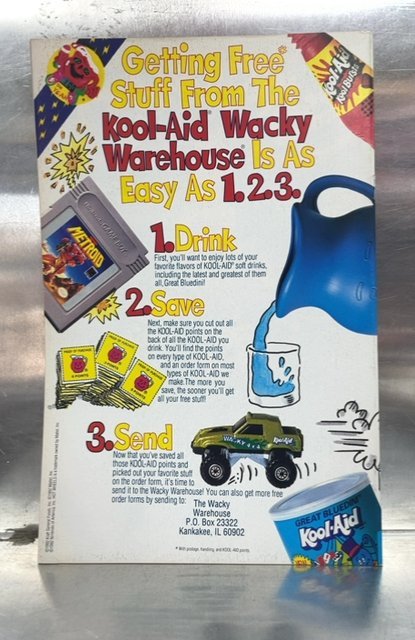 Getting Free*
Stuff From The
Kool-Aid® Wacky
Warehouse® Is As
Easy As 1.2.3.
Kool-Aid
KoolBursts
METROID
1. Drink
First, you'll want to enjoy lots of your
favorite flavors of KOOL-AID® soft drinks,
including the latest and greatest of them
all, Great Bluedini!
2. Save
Next, make sure you cut out all
the KOOL-AID points on the
back of all the KOOL-AID you
drink. You'll find the points
on every type of KOOL-AID,
and an order form on most
types of KOOL-AID we
make. The more you
save, the sooner you'll get
all your free stuff!
3. Send
Now that you've saved all
those KOOL-AID points and
picked out your favorite stuff
on the order form, it's time to
send it to the Wacky Warehouse! You can also get more free
order forms by sending to:
The Wacky
Warehouse
P.O. Box 23322
Kankakee, IL 60902
WACKY 4x4
Kool-Aid
GREAT BLUEDINI
Kool-Aid
* With postage, handling, and KOOL-AID points.